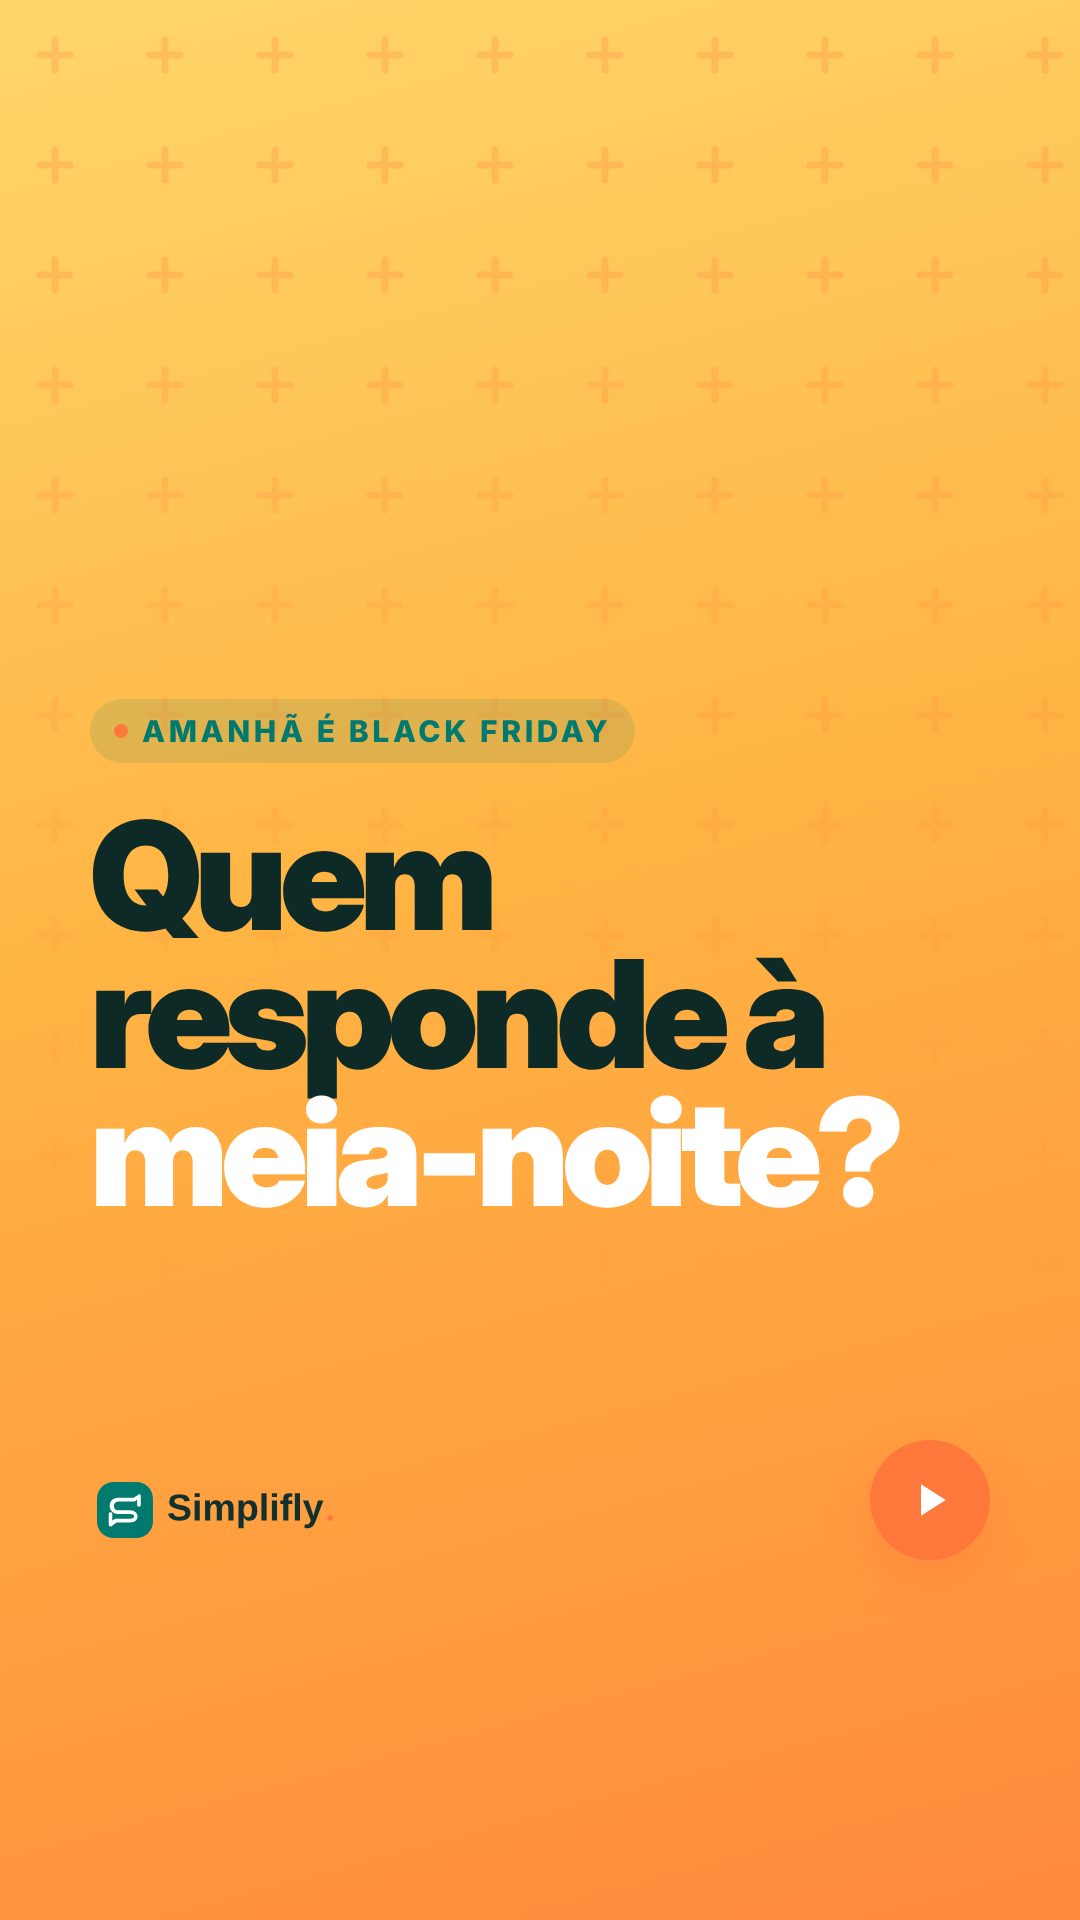 AMANHÃ É BLACK FRIDAY
Quem
responde à
meia-noite?
Simplifly.